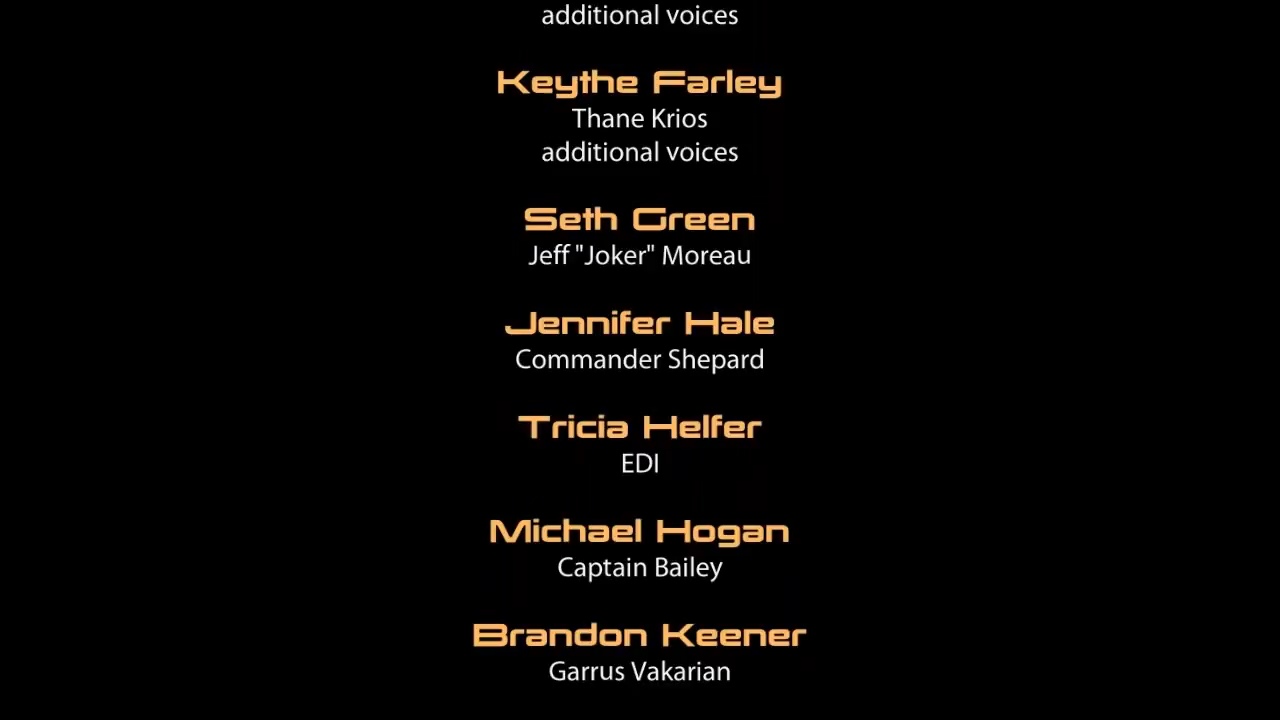 additional voices
Keythe Farley
Thane Krios
additional voices
Seth Green
Jeff "Joker" Moreau
Jennifer Hale
Commander Shepard
Tricia Helfer
EDI
Michael Hogan
Captain Bailey
Brandon Keener
Garrus Vakarian